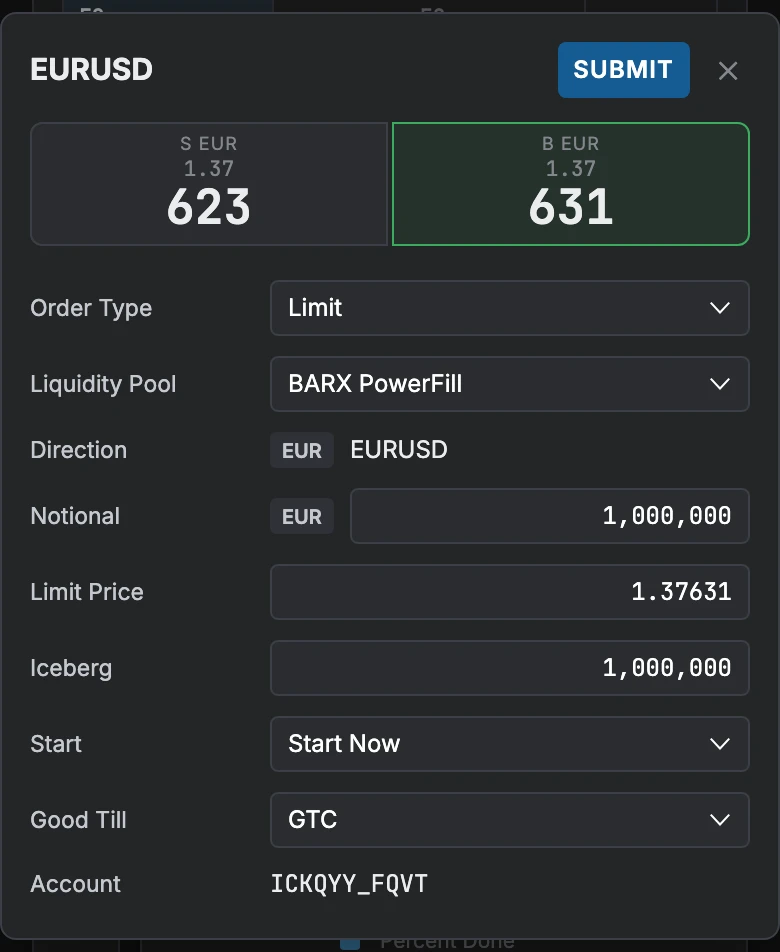 EURUSD SUBMIT
S EUR B EUR
1.37 1.37
623 631
Order Type Limit
Liquidity Pool BARX PowerFill
Direction EUR EURUSD
Notional EUR 1,000,000
Limit Price 1.37631
Iceberg 1,000,000
Start Start Now
Good Till GTC
Account ICKQYY_FQVT
Percent Done